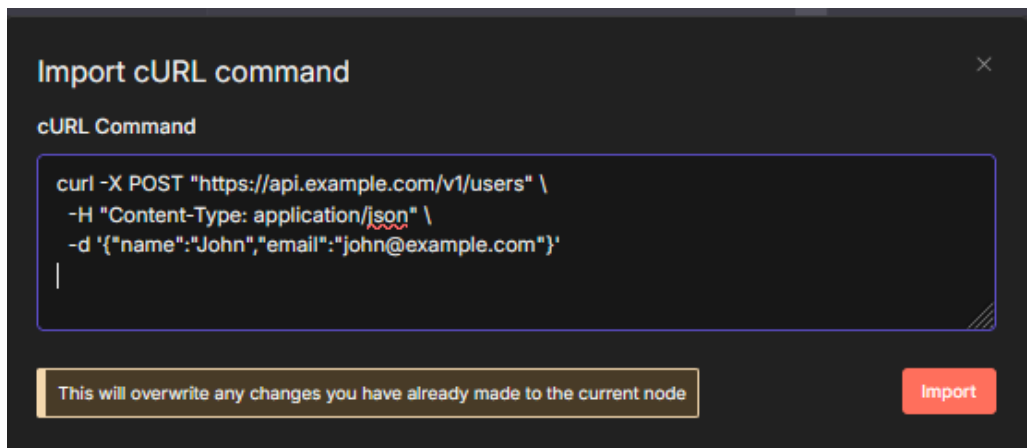 Import cURL command
cURL Command
curl -X POST "https://api.example.com/v1/users" \
-H "Content-Type: application/json" \
-d '{"name":"John","email":"john@example.com"}'
This will overwrite any changes you have already made to the current node
Import